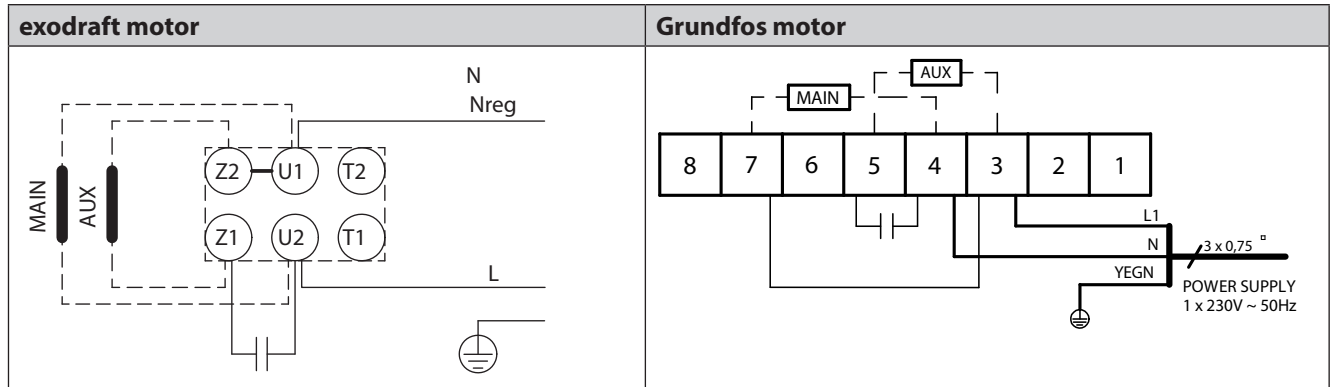 exodraft motor
N
Nreg
MAIN
AUX
Z2
U1
T2
Z1
U2
T1
L
Grundfos motor
AUX
MAIN
8 7 6 5 4 3 2 1
L1
N
3 x 0,75 ¤
YEGN
POWER SUPPLY
1 x 230V ~ 50Hz